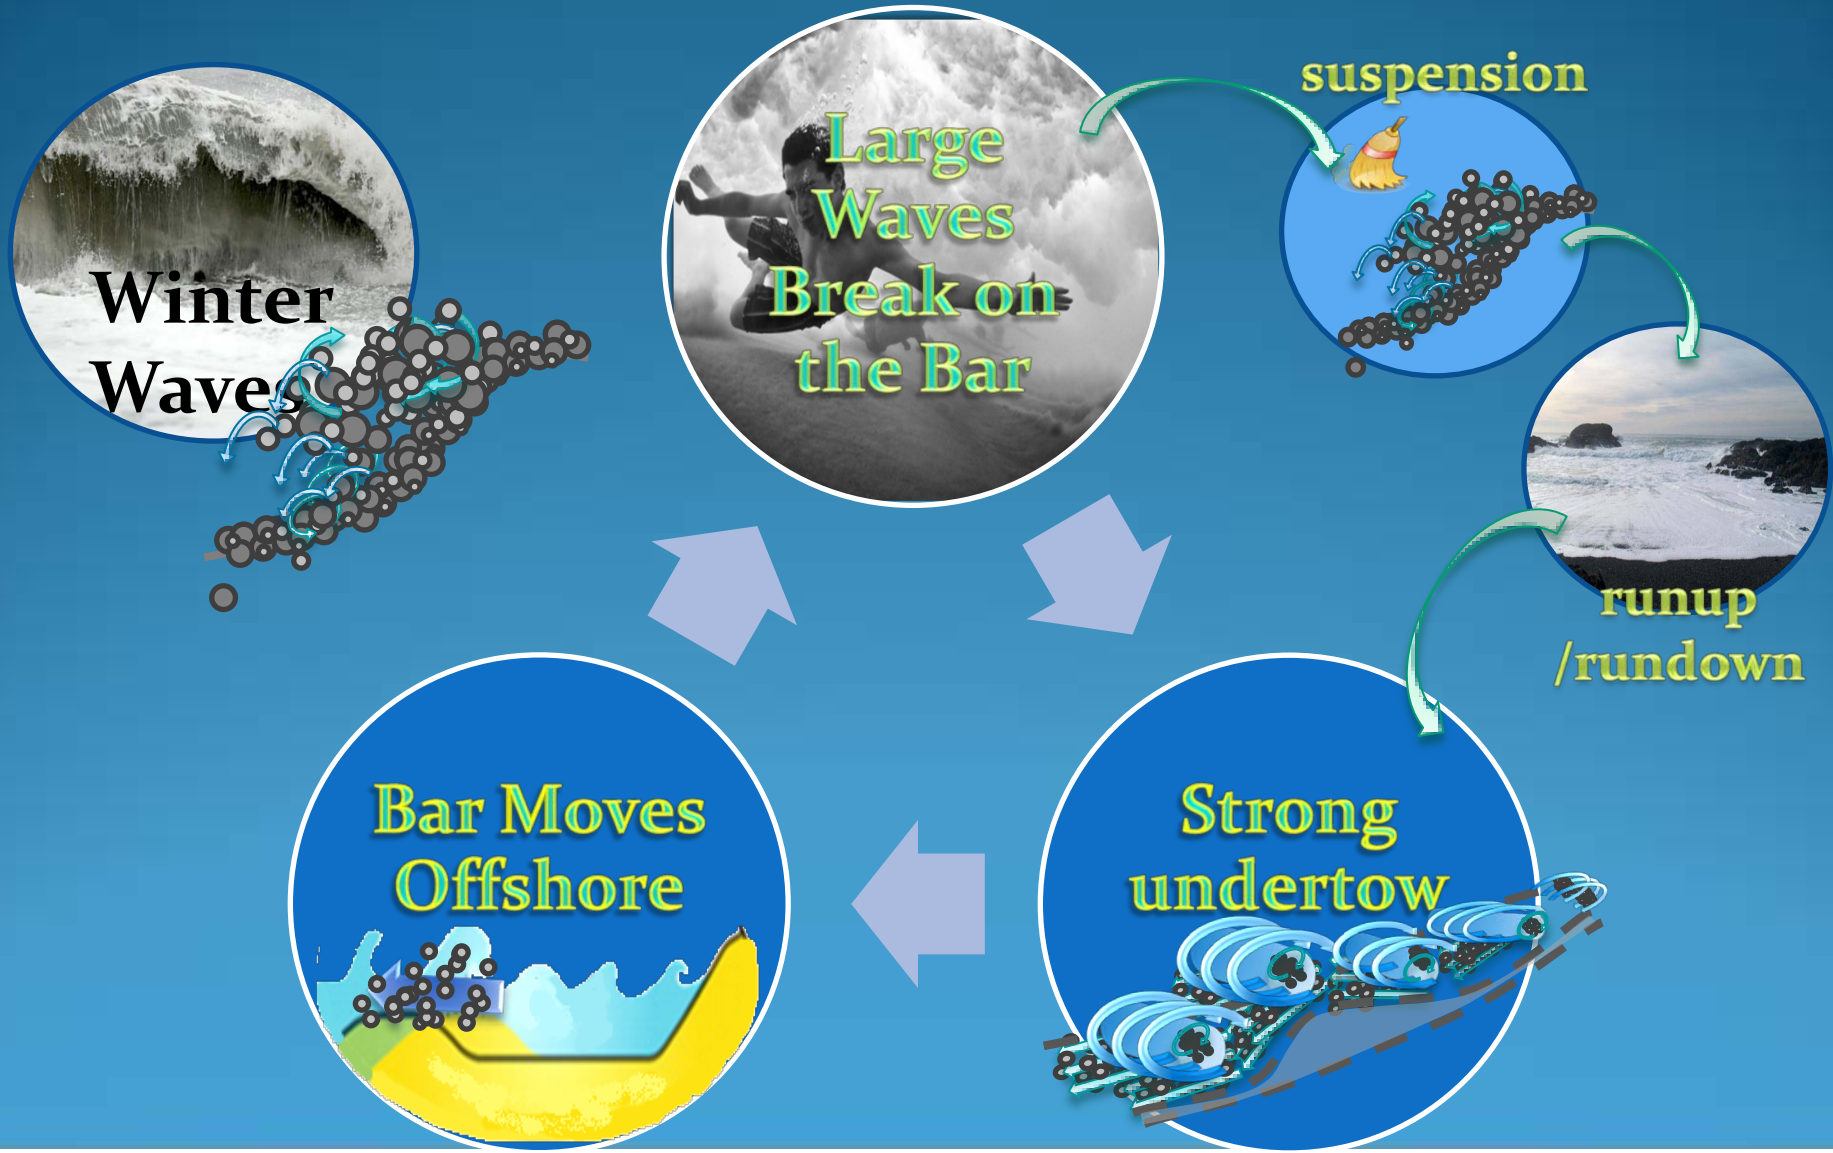 Winter
Waves
Large
Waves
Break on
the Bar
suspension
runup
/rundown
Strong
undertow
Bar Moves
Offshore